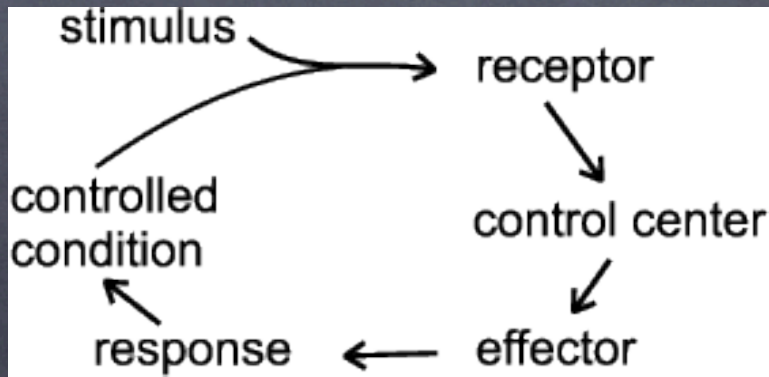 stimulus
receptor
controlled
condition
control center
response
effector